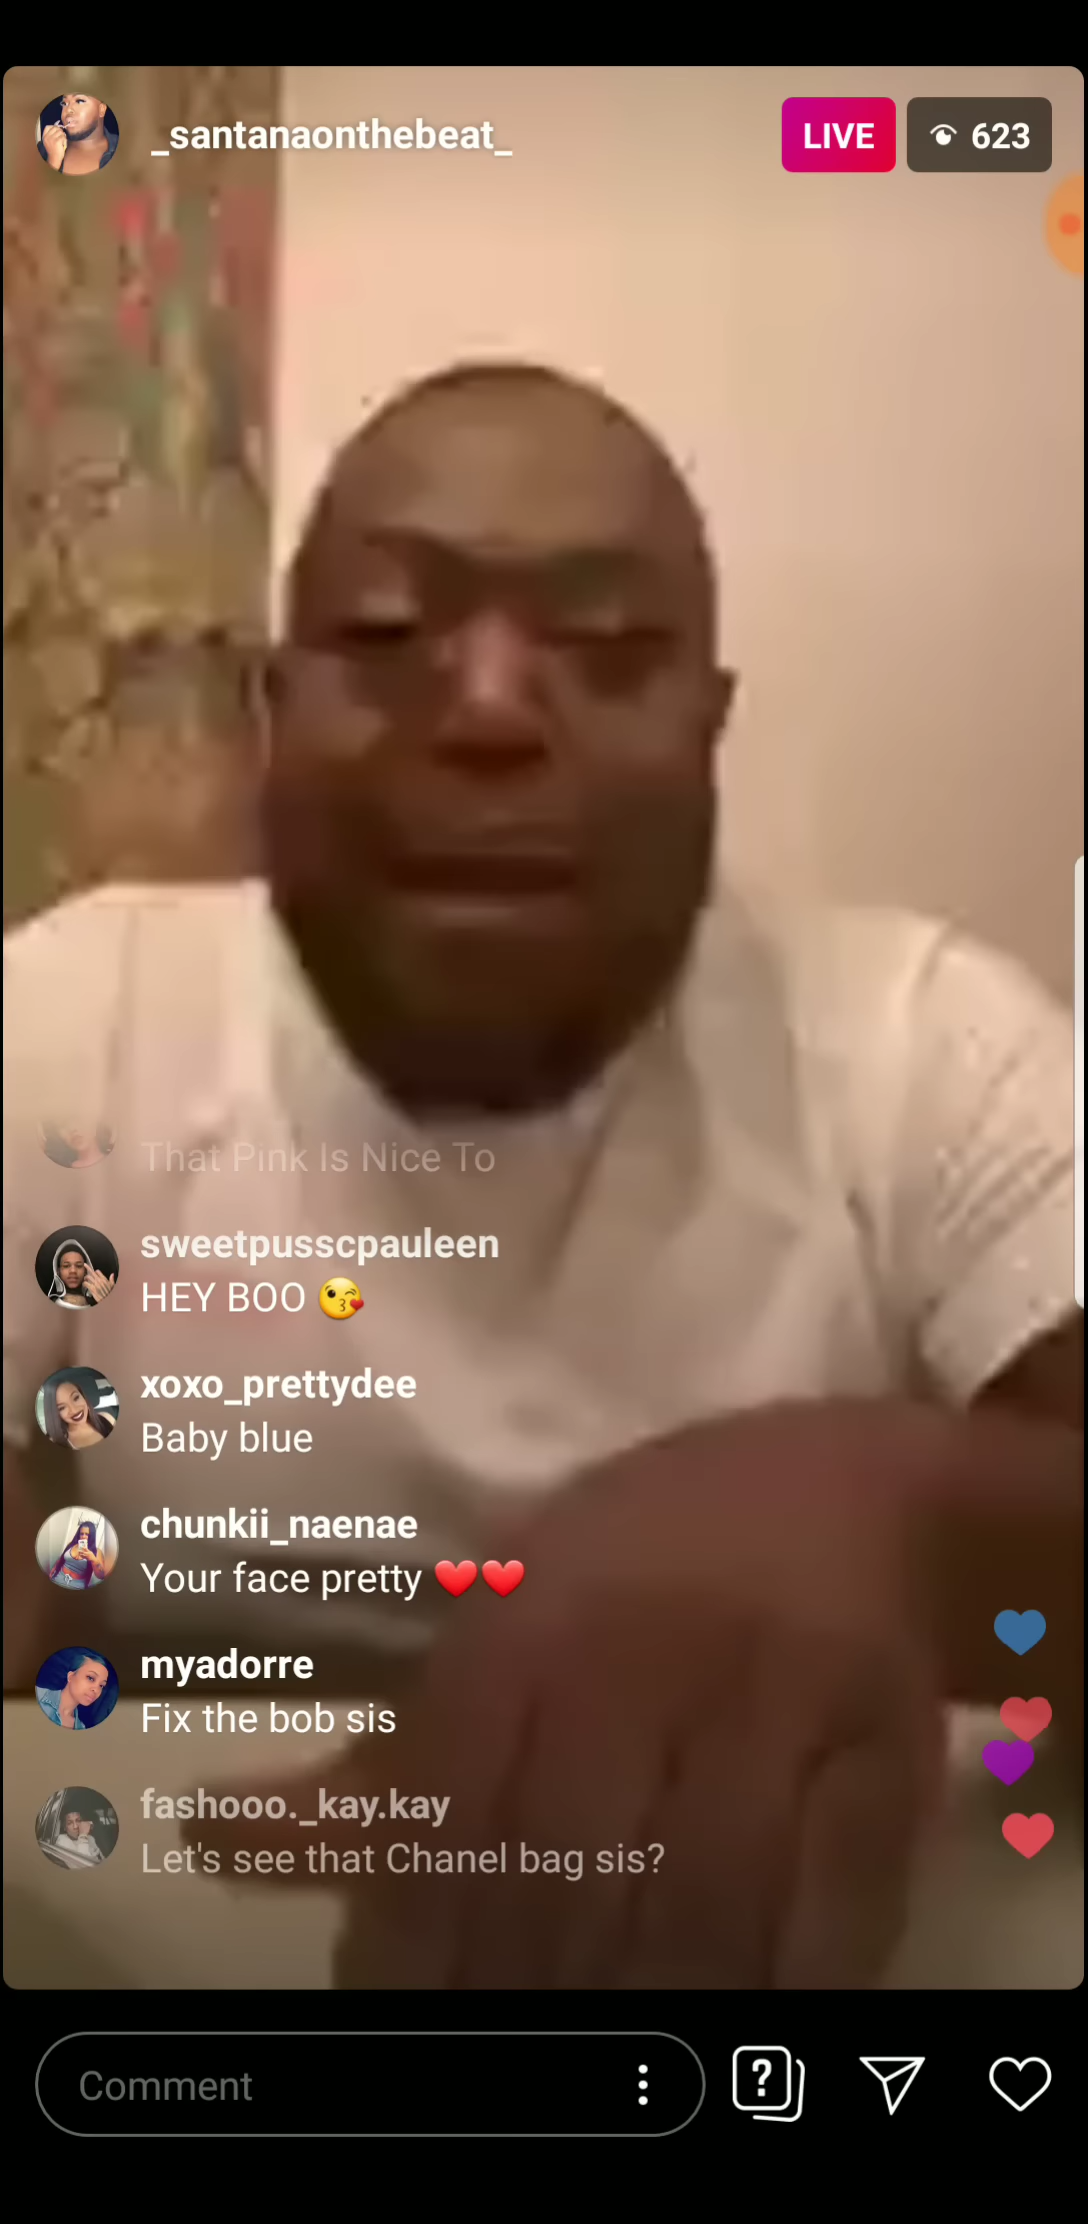 _santanaonthebeat_
LIVE
623
That Pink Is Nice To
sweetpusscpauleen
HEY BOO 😘
xoxo_prettydee
Baby blue
chunkii_naenae
Your face pretty ❤️❤️
myadorre
Fix the bob sis
fashooo._kay.kay
Let's see that Chanel bag sis?
Comment
?